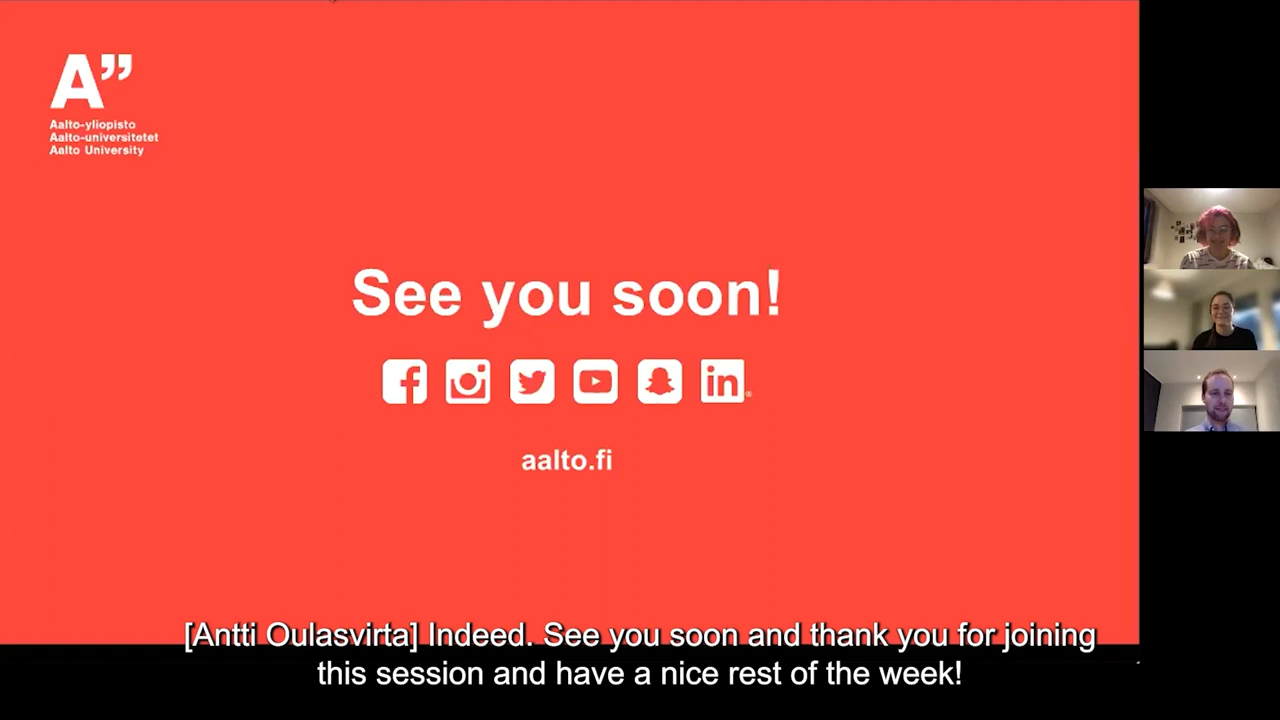 A”
Aalto-yliopisto
Aalto-universitetet
Aalto University
See you soon!
in®
aalto.fi
[Antti Oulasvirta] Indeed. See you soon and thank you for joining
this session and have a nice rest of the week!